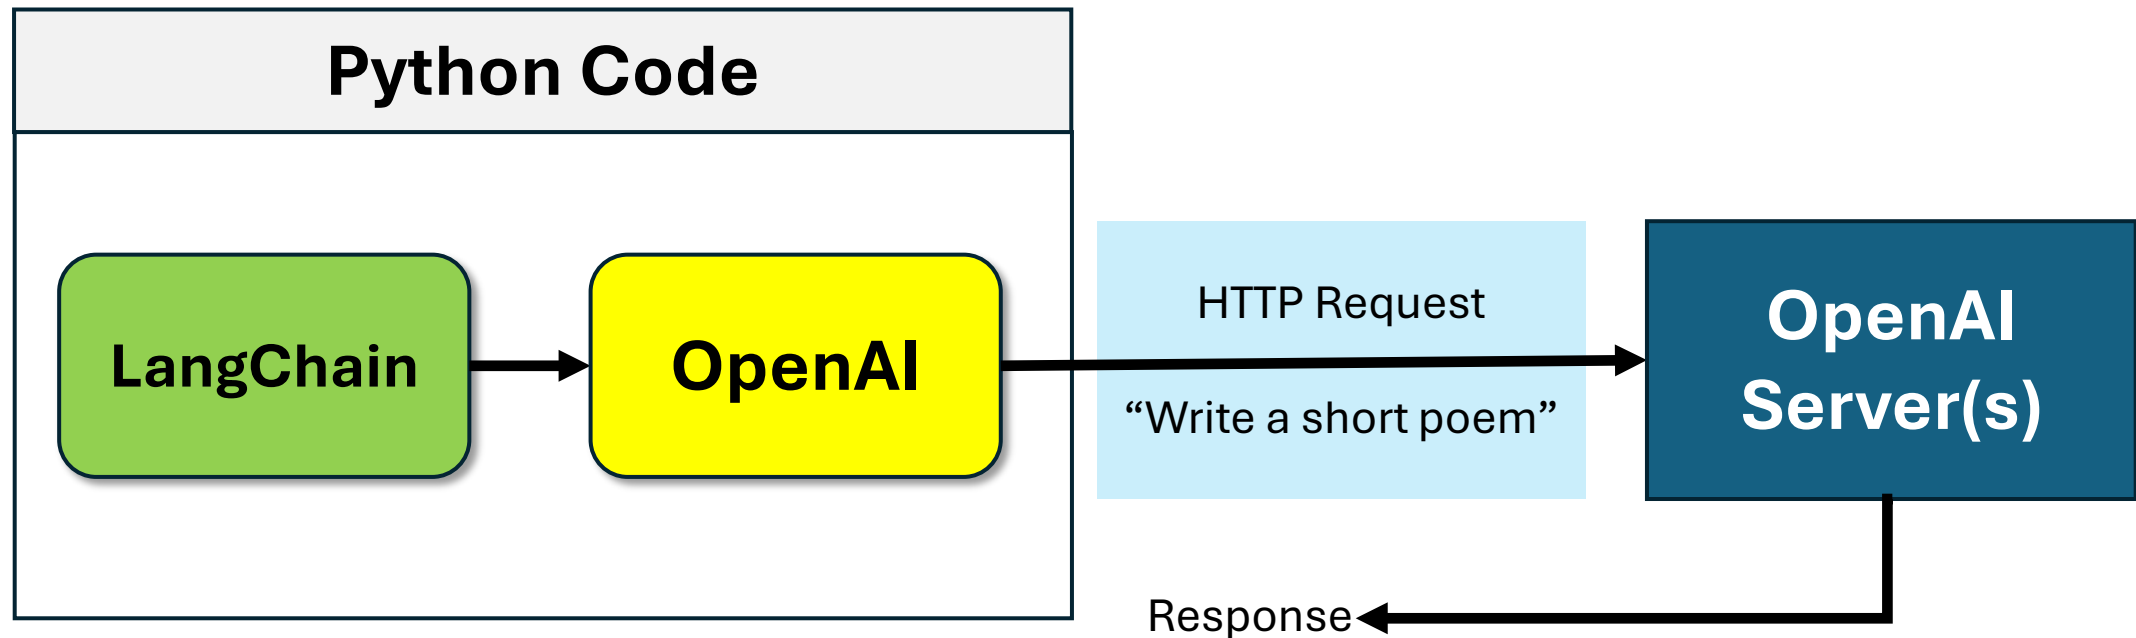 Python Code
LangChain
OpenAI
HTTP Request
“Write a short poem”
OpenAI
Server(s)
Response